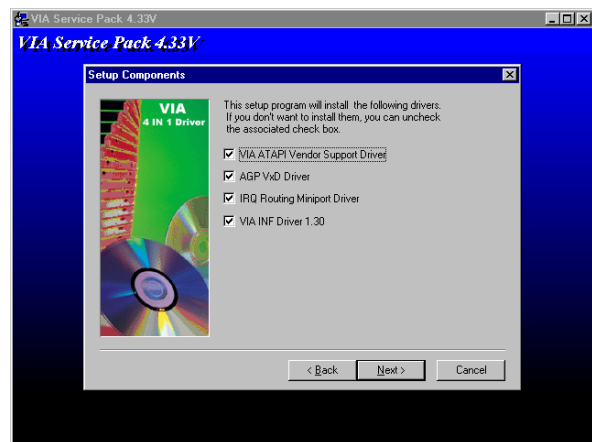 VIA Service Pack 4.33V
VIA Service Pack 4.33V
Setup Components
VIA
4 IN 1 Driver
This setup program will install the following drivers.
If you don't want to install them, you can uncheck
the associated check box.
VIA ATAPI Vendor Support Driver
AGP VxD Driver
IRQ Routing Miniport Driver
VIA INF Driver 1.30
< Back
Next >
Cancel